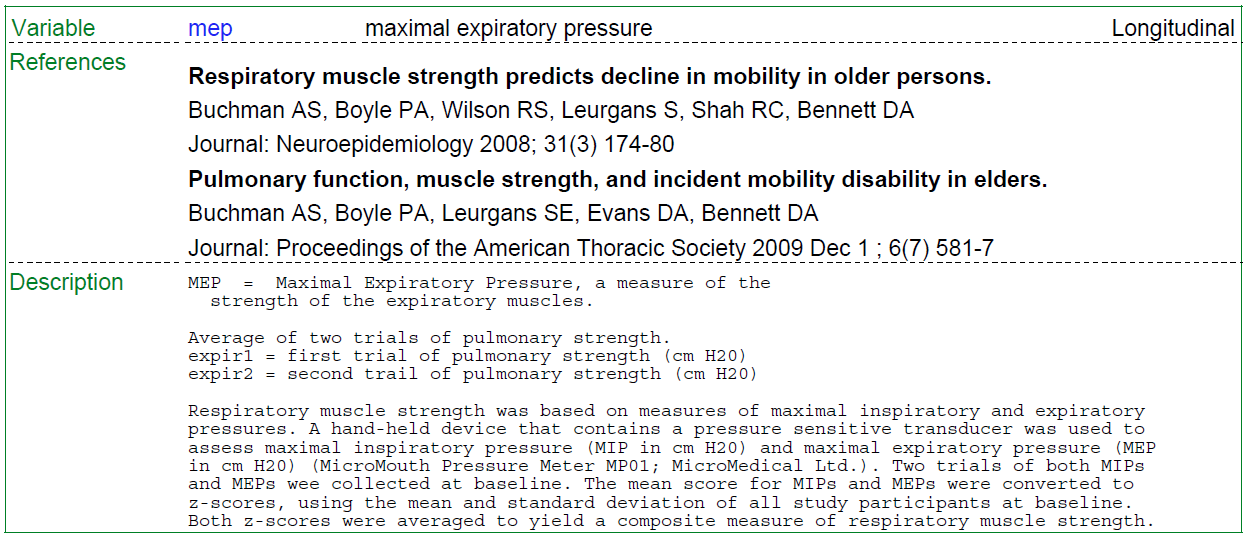 Variable mep maximal expiratory pressure Longitudinal
References
Respiratory muscle strength predicts decline in mobility in older persons.
Buchman AS, Boyle PA, Wilson RS, Leurgans S, Shah RC, Bennett DA
Journal: Neuroepidemiology 2008; 31(3) 174-80
Pulmonary function, muscle strength, and incident mobility disability in elders.
Buchman AS, Boyle PA, Leurgans SE, Evans DA, Bennett DA
Journal: Proceedings of the American Thoracic Society 2009 Dec 1 ; 6(7) 581-7
Description
MEP = Maximal Expiratory Pressure, a measure of the
strength of the expiratory muscles.
Average of two trials of pulmonary strength.
expir1 = first trial of pulmonary strength (cm H20)
expir2 = second trail of pulmonary strength (cm H20)
Respiratory muscle strength was based on measures of maximal inspiratory and expiratory
pressures. A hand-held device that contains a pressure sensitive transducer was used to
assess maximal inspiratory pressure (MIP in cm H20) and maximal expiratory pressure (MEP
in cm H20) (MicroMouth Pressure Meter MP01; MicroMedical Ltd.). Two trials of both MIPs
and MEPs wee collected at baseline. The mean score for MIPs and MEPs were converted to
z-scores, using the mean and standard deviation of all study participants at baseline.
Both z-scores were averaged to yield a composite measure of respiratory muscle strength.